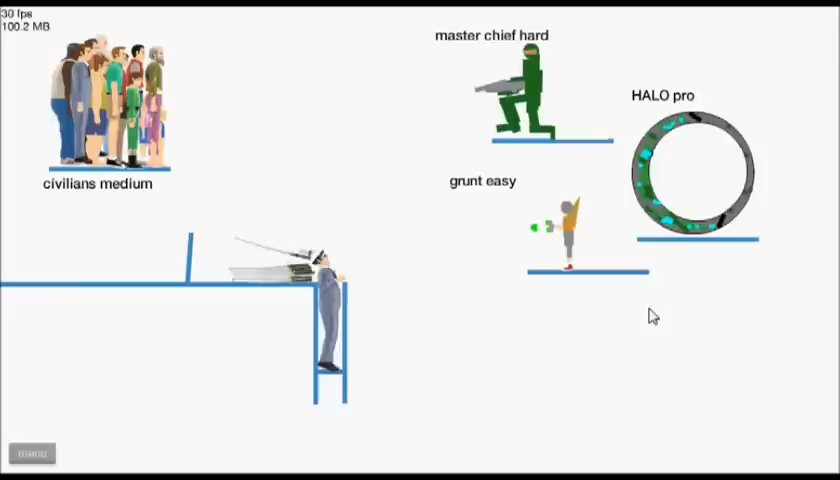 30 fps
100.2 MB
master chief hard
HALO pro
civilians medium
grunt easy